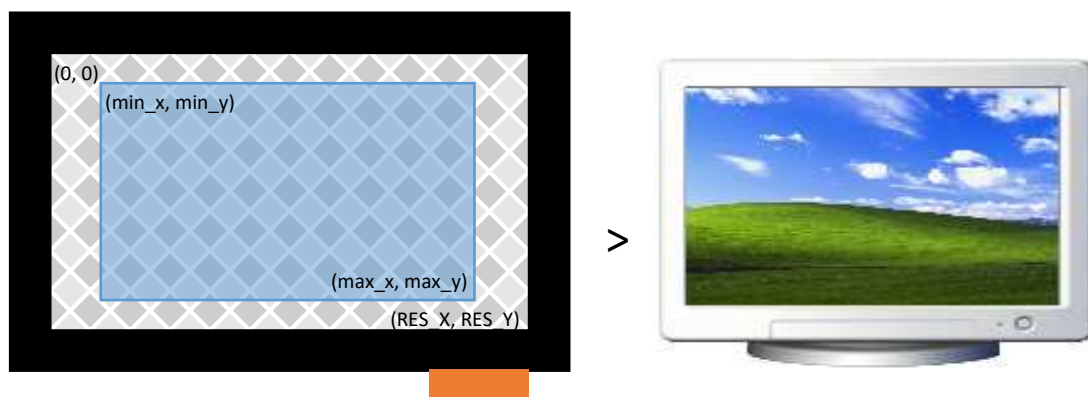 (0, 0)
(min_x, min_y)
(max_x, max_y)
(RES_X, RES_Y)
>